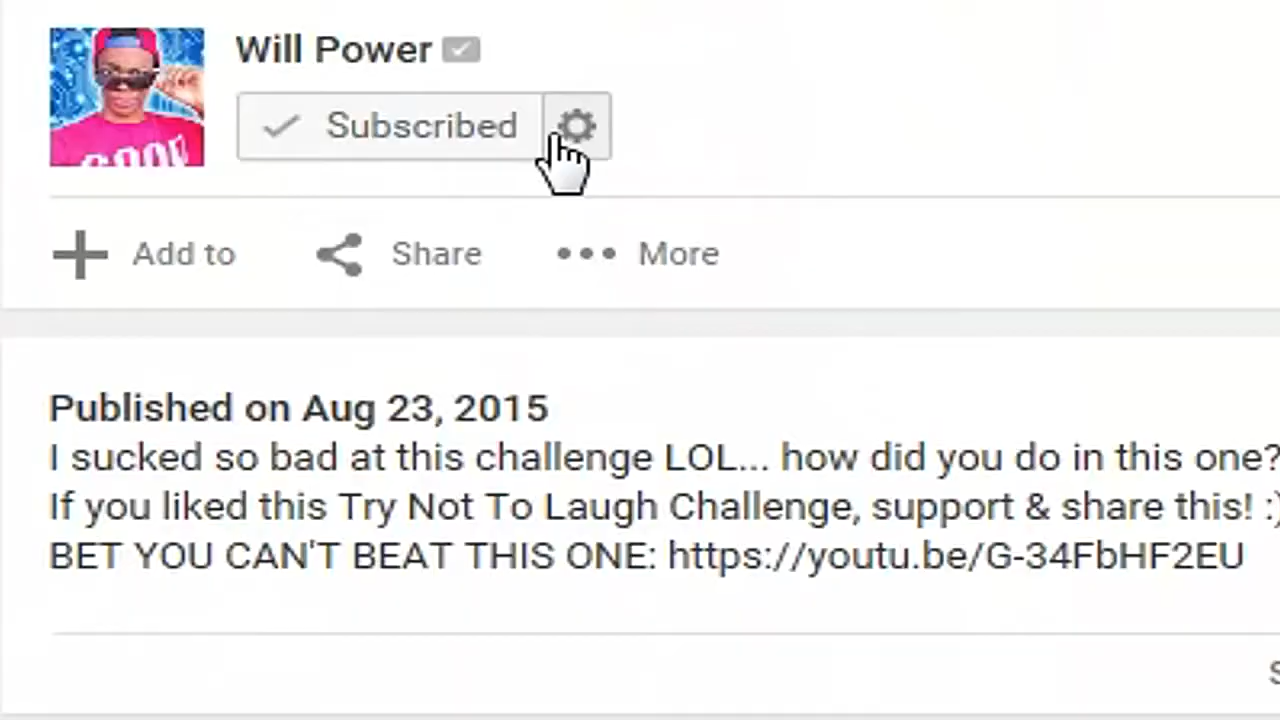 Will Power
Subscribed
Add to
Share
More
Published on Aug 23, 2015
I sucked so bad at this challenge LOL... how did you do in this one?
If you liked this Try Not To Laugh Challenge, support & share this! :)
BET YOU CAN'T BEAT THIS ONE: https://youtu.be/G-34FbHF2EU